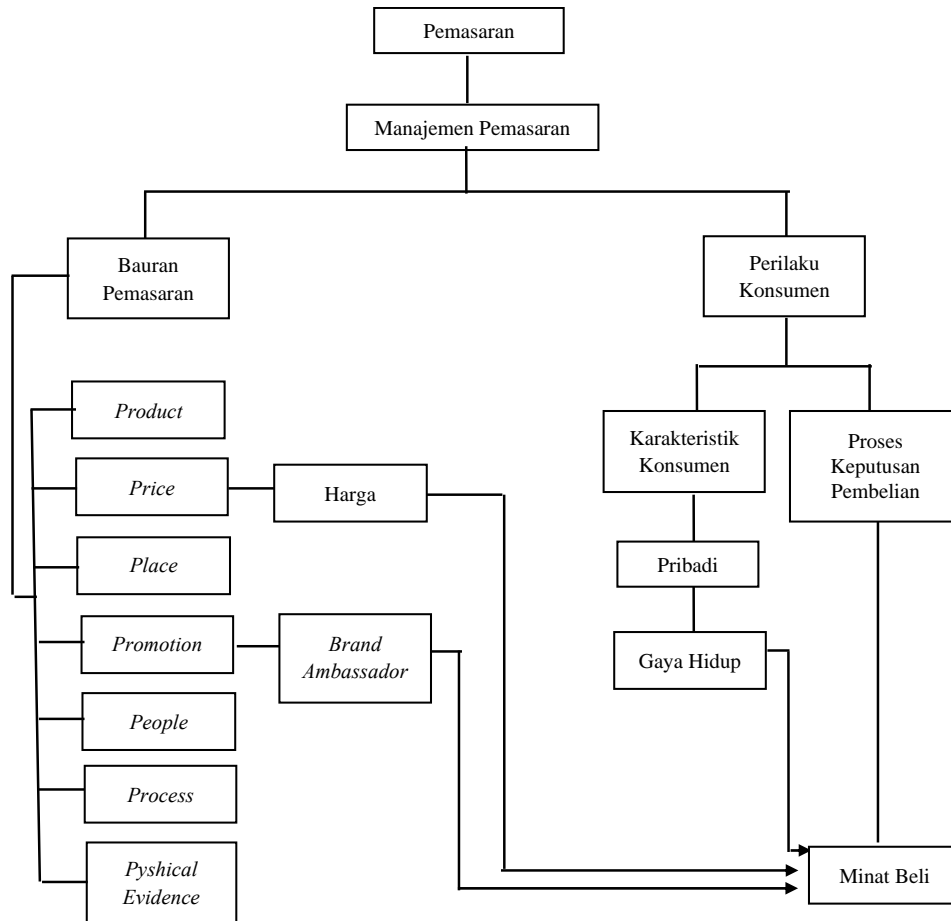 Pemasaran
Manajemen Pemasaran
Bauran
Pemasaran
Perilaku
Konsumen
Product
Price
Harga
Place
Promotion
Brand
Ambassador
People
Process
Pyshical
Evidence
Karakteristik
Konsumen
Proses
Keputusan
Pembelian
Pribadi
Gaya Hidup
Minat Beli